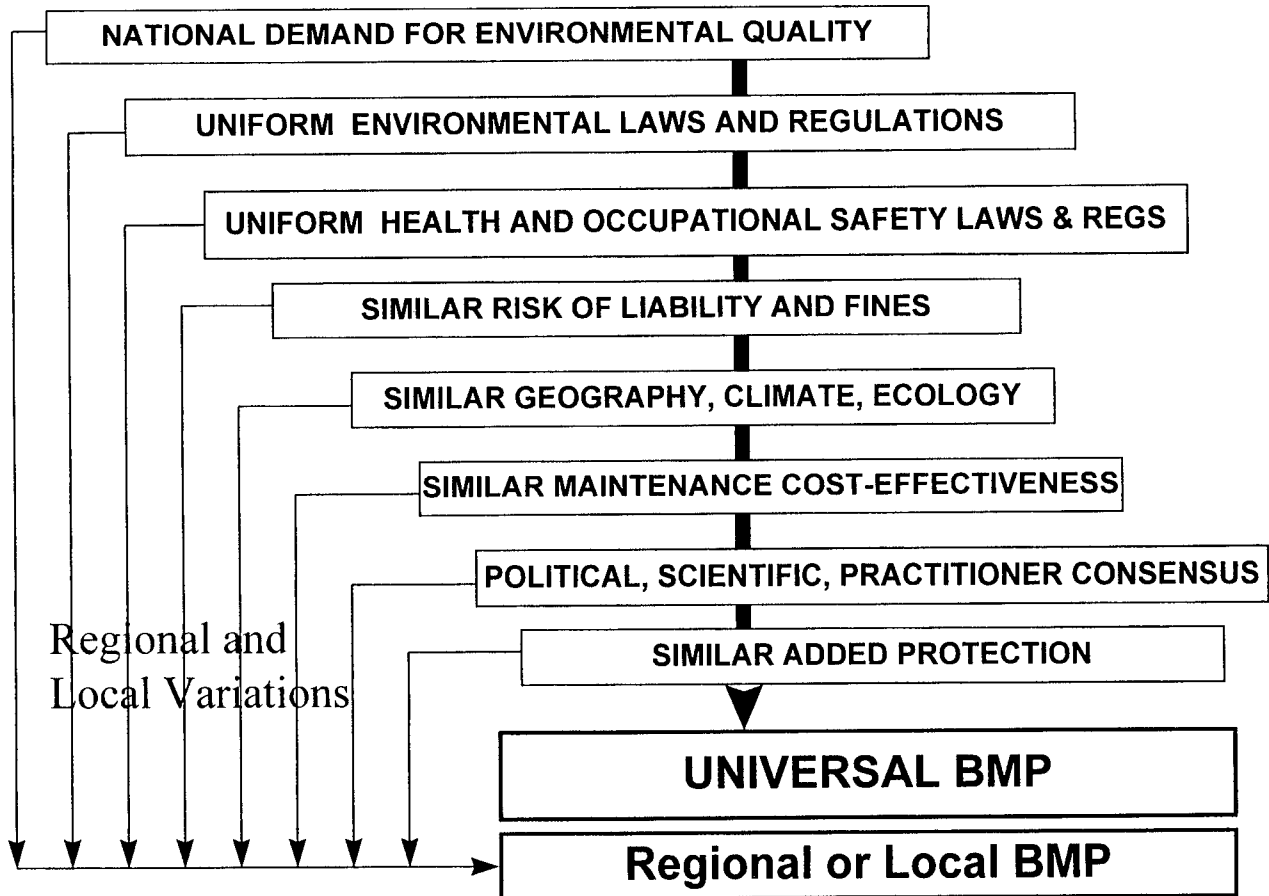 NATIONAL DEMAND FOR ENVIRONMENTAL QUALITY
UNIFORM ENVIRONMENTAL LAWS AND REGULATIONS
UNIFORM HEALTH AND OCCUPATIONAL SAFETY LAWS & REGS
SIMILAR RISK OF LIABILITY AND FINES
SIMILAR GEOGRAPHY, CLIMATE, ECOLOGY
SIMILAR MAINTENANCE COST-EFFECTIVENESS
POLITICAL, SCIENTIFIC, PRACTITIONER CONSENSUS
Regional and
Local Variations
SIMILAR ADDED PROTECTION
UNIVERSAL BMP
Regional or Local BMP